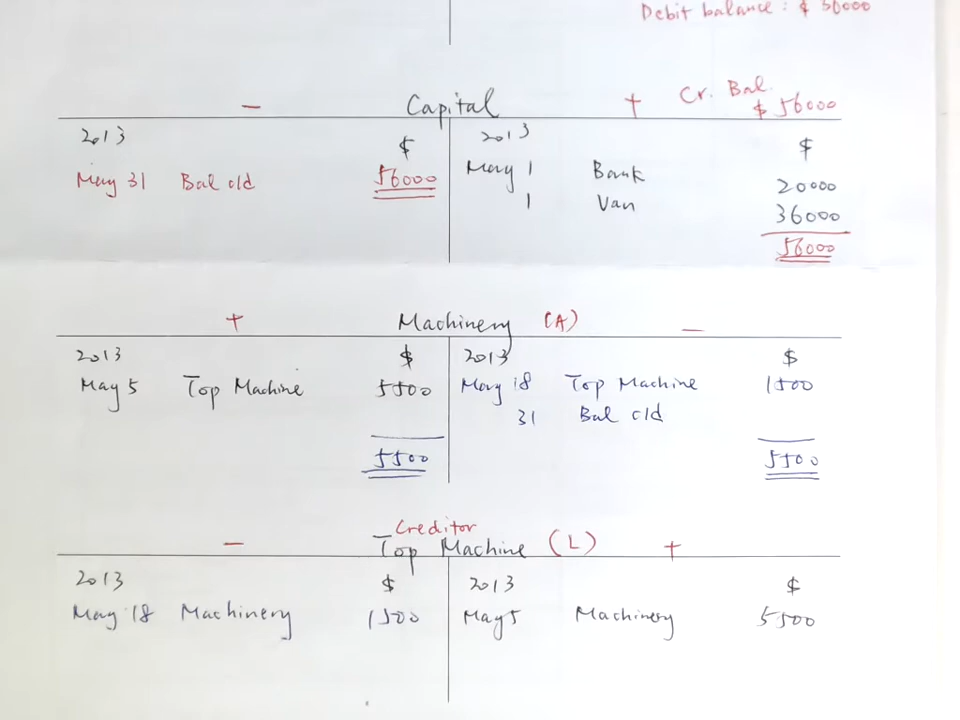 Debit balance : $ 36000
Cr. Bal.
− Capital + $ 56000
2013 $ 2013 $
May 31 Bal c/d 56000 May 1 Bank 20000
1 Van 36000
56000
+ Machinery (A) −
2013 $ 2013 $
May 5 Top Machine 5500 May 18 Top Machine 1500
31 Bal c/d
5500 5500
Creditor
− Top Machine (L) +
2013 $ 2013 $
May 18 Machinery 1500 May 5 Machinery 5500